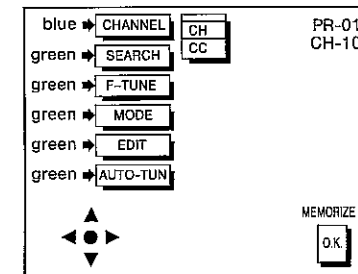 blue CHANNEL CH PR-01
CC CH-10
green SEARCH
green F-TUNE
green MODE
green EDIT
green AUTO-TUN
MEMORIZE
O.K.